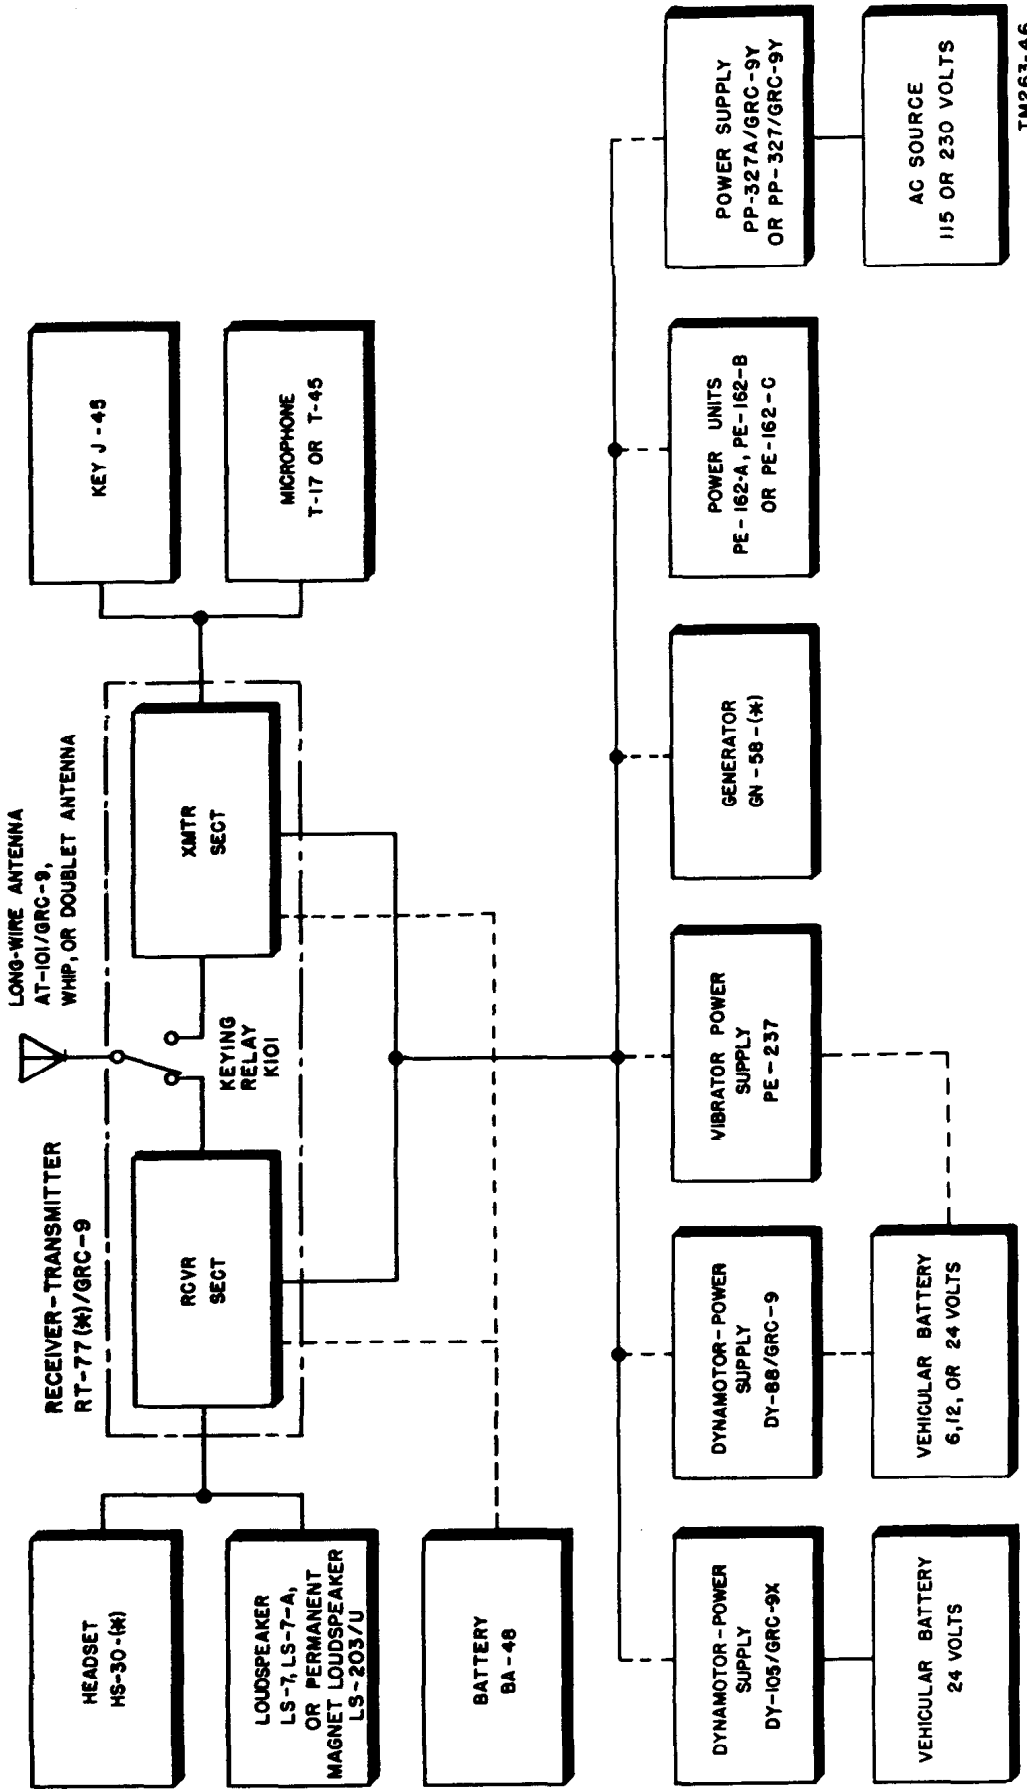 LONG-WIRE ANTENNA
AT-101/GRC-9,
WHIP, OR DOUBLET ANTENNA
RECEIVER-TRANSMITTER
RT-77(*)/GRC-9
HEADSET
HS-30-(*)
LOUDSPEAKER
LS-7, LS-7-A,
OR PERMANENT
MAGNET LOUDSPEAKER
LS-203/U
BATTERY
BA-48
RCVR
SECT
KEYING
RELAY
K101
XMTR
SECT
KEY J-45
MICROPHONE
T-17 OR T-45
DYNAMOTOR-POWER
SUPPLY
DY-105/GRC-9X
DYNAMOTOR-POWER
SUPPLY
DY-88/GRC-9
VIBRATOR POWER
SUPPLY
PE-237
GENERATOR
GN-58-(*)
POWER UNITS
PE-162-A, PE-162-B
OR PE-162-C
POWER SUPPLY
PP-327A/GRC-9Y
OR PP-327/GRC-9Y
VEHICULAR BATTERY
24 VOLTS
VEHICULAR BATTERY
6,12, OR 24 VOLTS
AC SOURCE
115 OR 230 VOLTS
TM263-46